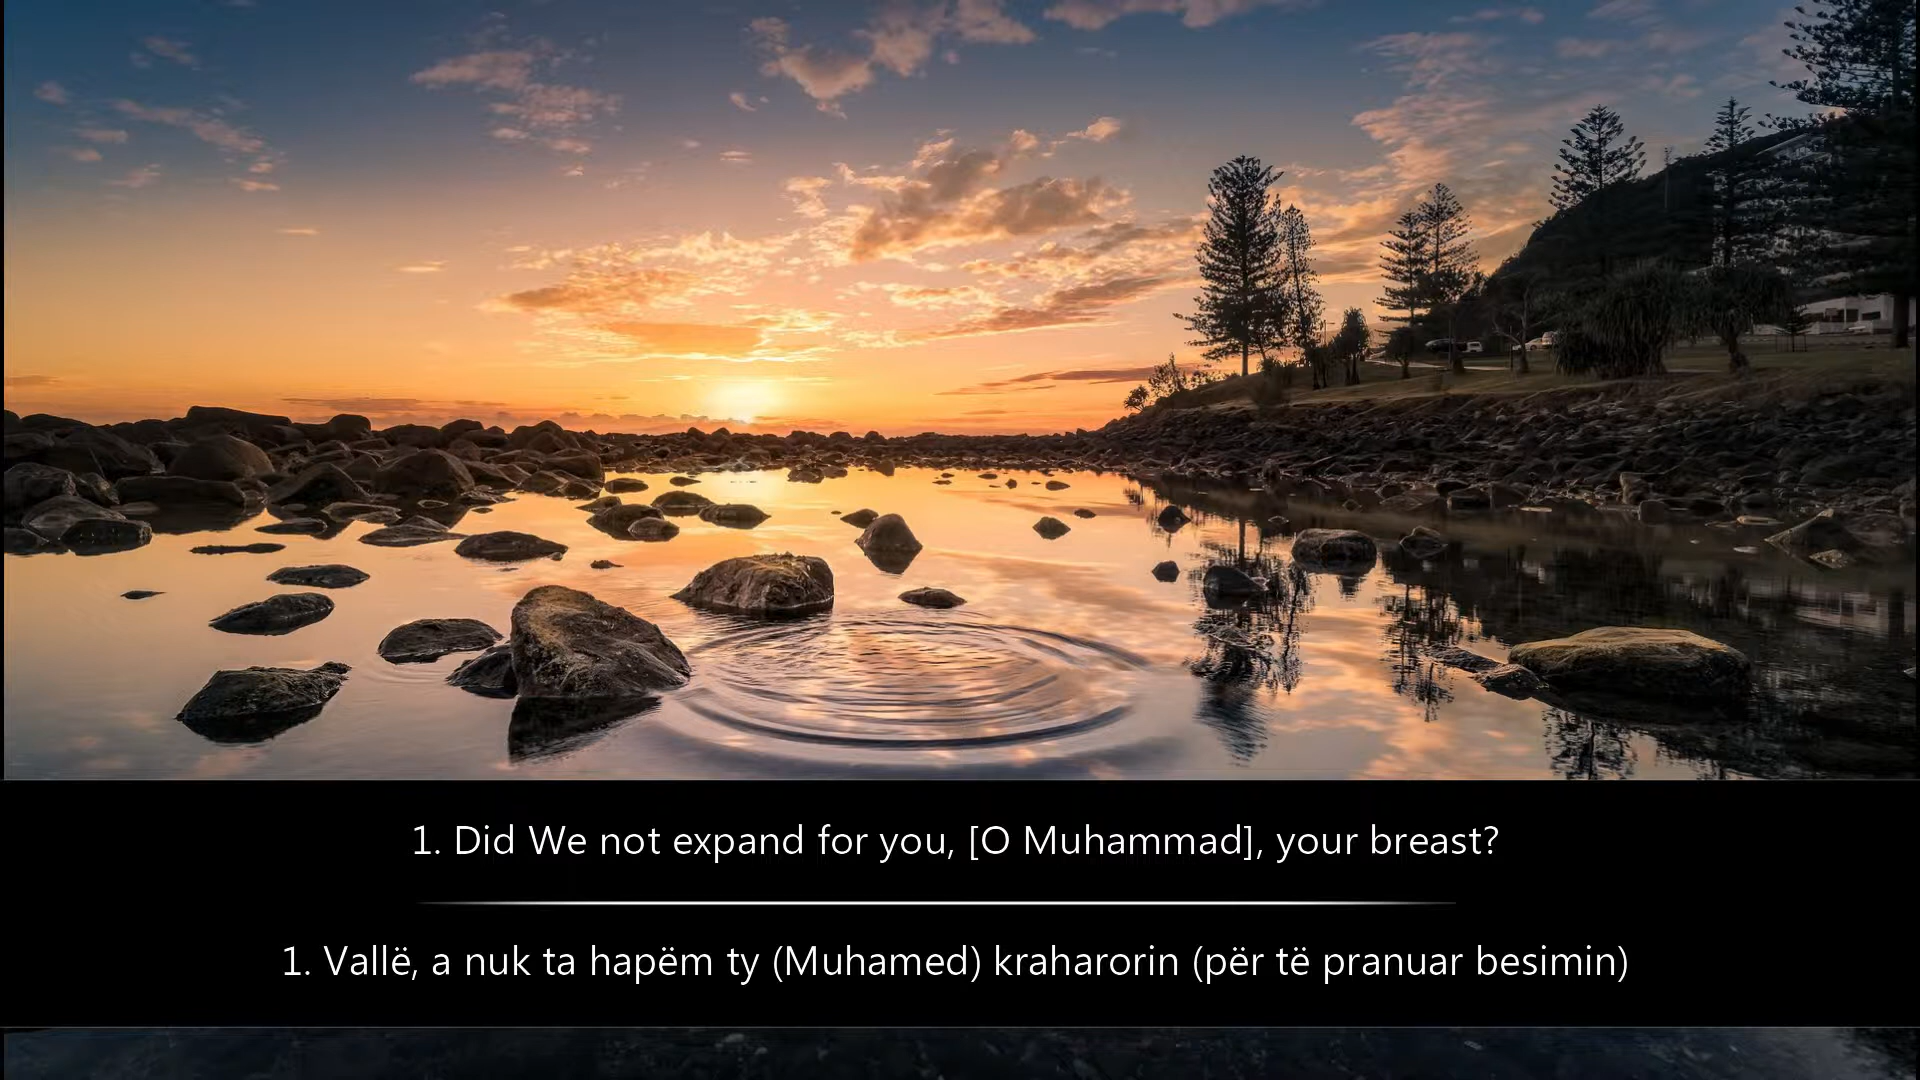 1. Did We not expand for you, [O Muhammad], your breast?
1. Vallë, a nuk ta hapëm ty (Muhamed) kraharorin (për të pranuar besimin)